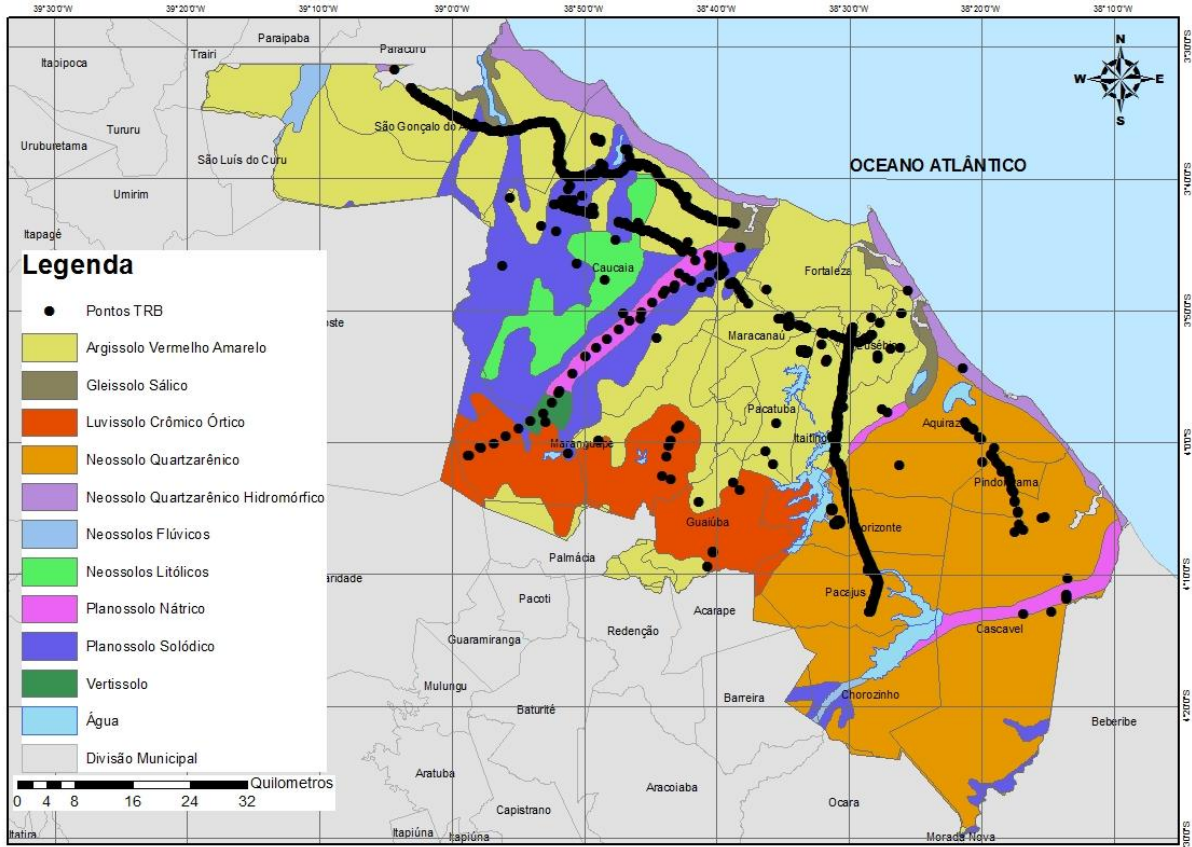 39°30'0"W
39°20'0"W
39°10'0"W
39°0'0"W
38°50'0"W
38°40'0"W
38°30'0"W
38°20'0"W
38°10'0"W
Paraipaba
Trairi
Paracuru
Itapipoca
N
W
E
S
Tururu
São Gonçalo do A
Uruburetama
São Luís do Curu
OCEANO ATLÂNTICO
Umirim
Itapagé
Legenda
Caucaia
Fortaleza
Pontos TRB
oste
Maracanaú
Argissolo Vermelho Amarelo
Gleissolo Sálico
Pacatuba
Luvissolo Crômico Órtico
Aquiraz
Maranguape
Neossolo Quartzarênico
Pindoretama
Neossolo Quartzarênico Hidromórfico
Guaiúba
orizonte
Neossolos Flúvicos
Palmácia
Neossolos Litólicos
aridade
Pacajus
Pacoti
Acarape
Planossolo Nátrico
Redenção
Cascavel
Guaramiranga
Planossolo Solódico
Vertissolo
Mulungu
Barreira
Chorozinho
Baturité
Beberibe
Água
Divisão Municipal
Quilometros
0 4 8 16 24 32
Aratuba
Aracoiaba
Capistrano
Ocara
Itatira
Itapiúna
Itapiúna
Morada Nova